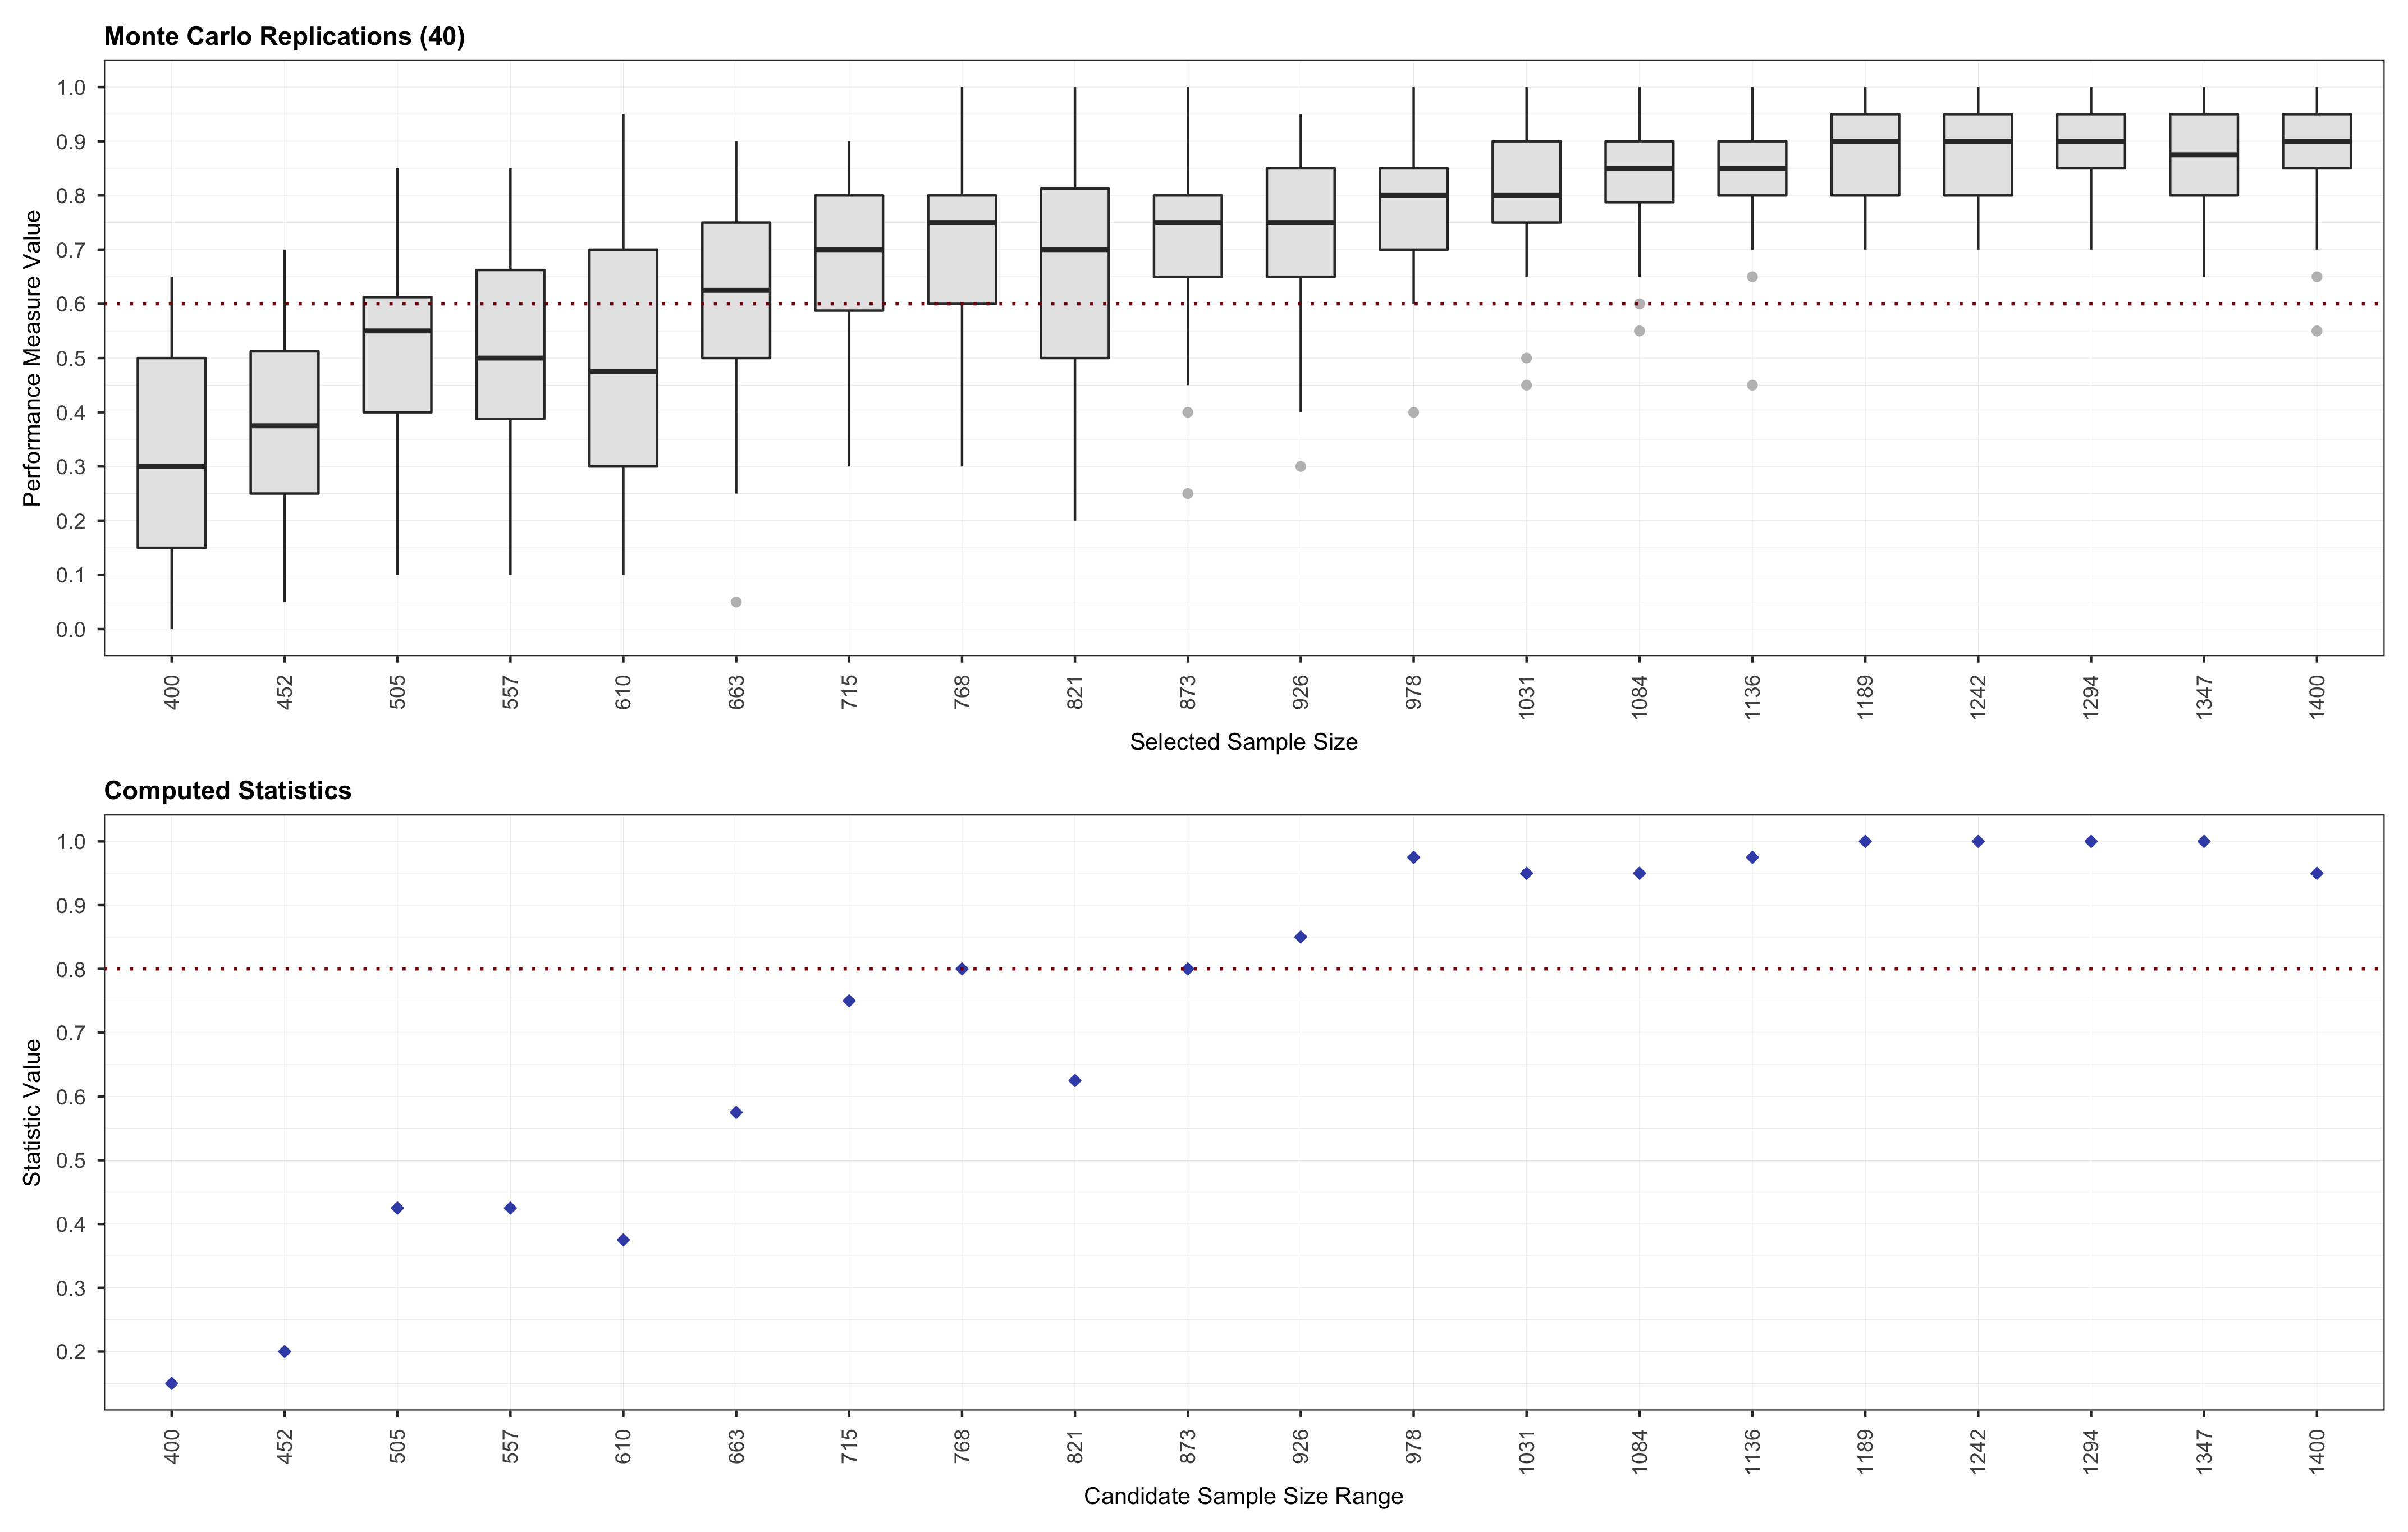 Monte Carlo Replications (40)
1.0
0.9
0.8
0.7
0.6
0.5
0.4
0.3
0.2
0.1
0.0
Performance Measure Value
400 452 505 557 610 663 715 768 821 873 926 978 1031 1084 1136 1189 1242 1294 1347 1400
Selected Sample Size
Computed Statistics
1.0
0.9
0.8
0.7
0.6
0.5
0.4
0.3
0.2
Statistic Value
400 452 505 557 610 663 715 768 821 873 926 978 1031 1084 1136 1189 1242 1294 1347 1400
Candidate Sample Size Range